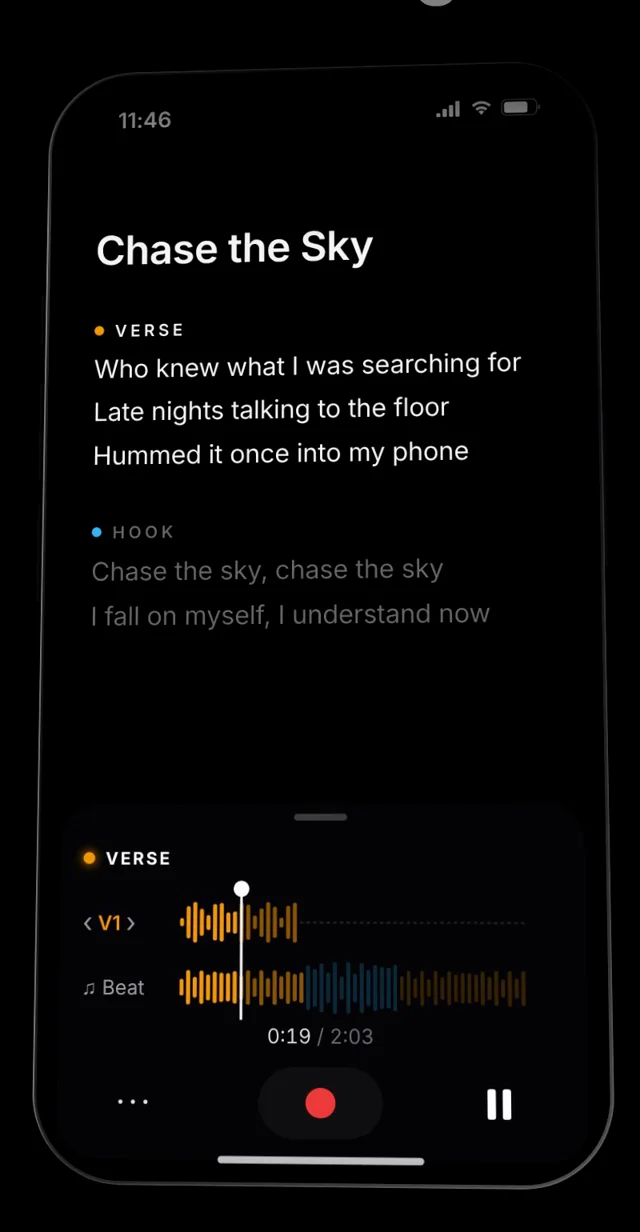 11:46
Chase the Sky
VERSE
Who knew what I was searching for
Late nights talking to the floor
Hummed it once into my phone
HOOK
Chase the sky, chase the sky
I fall on myself, I understand now
VERSE
‹ V1 ›
♫ Beat
0:19 / 2:03